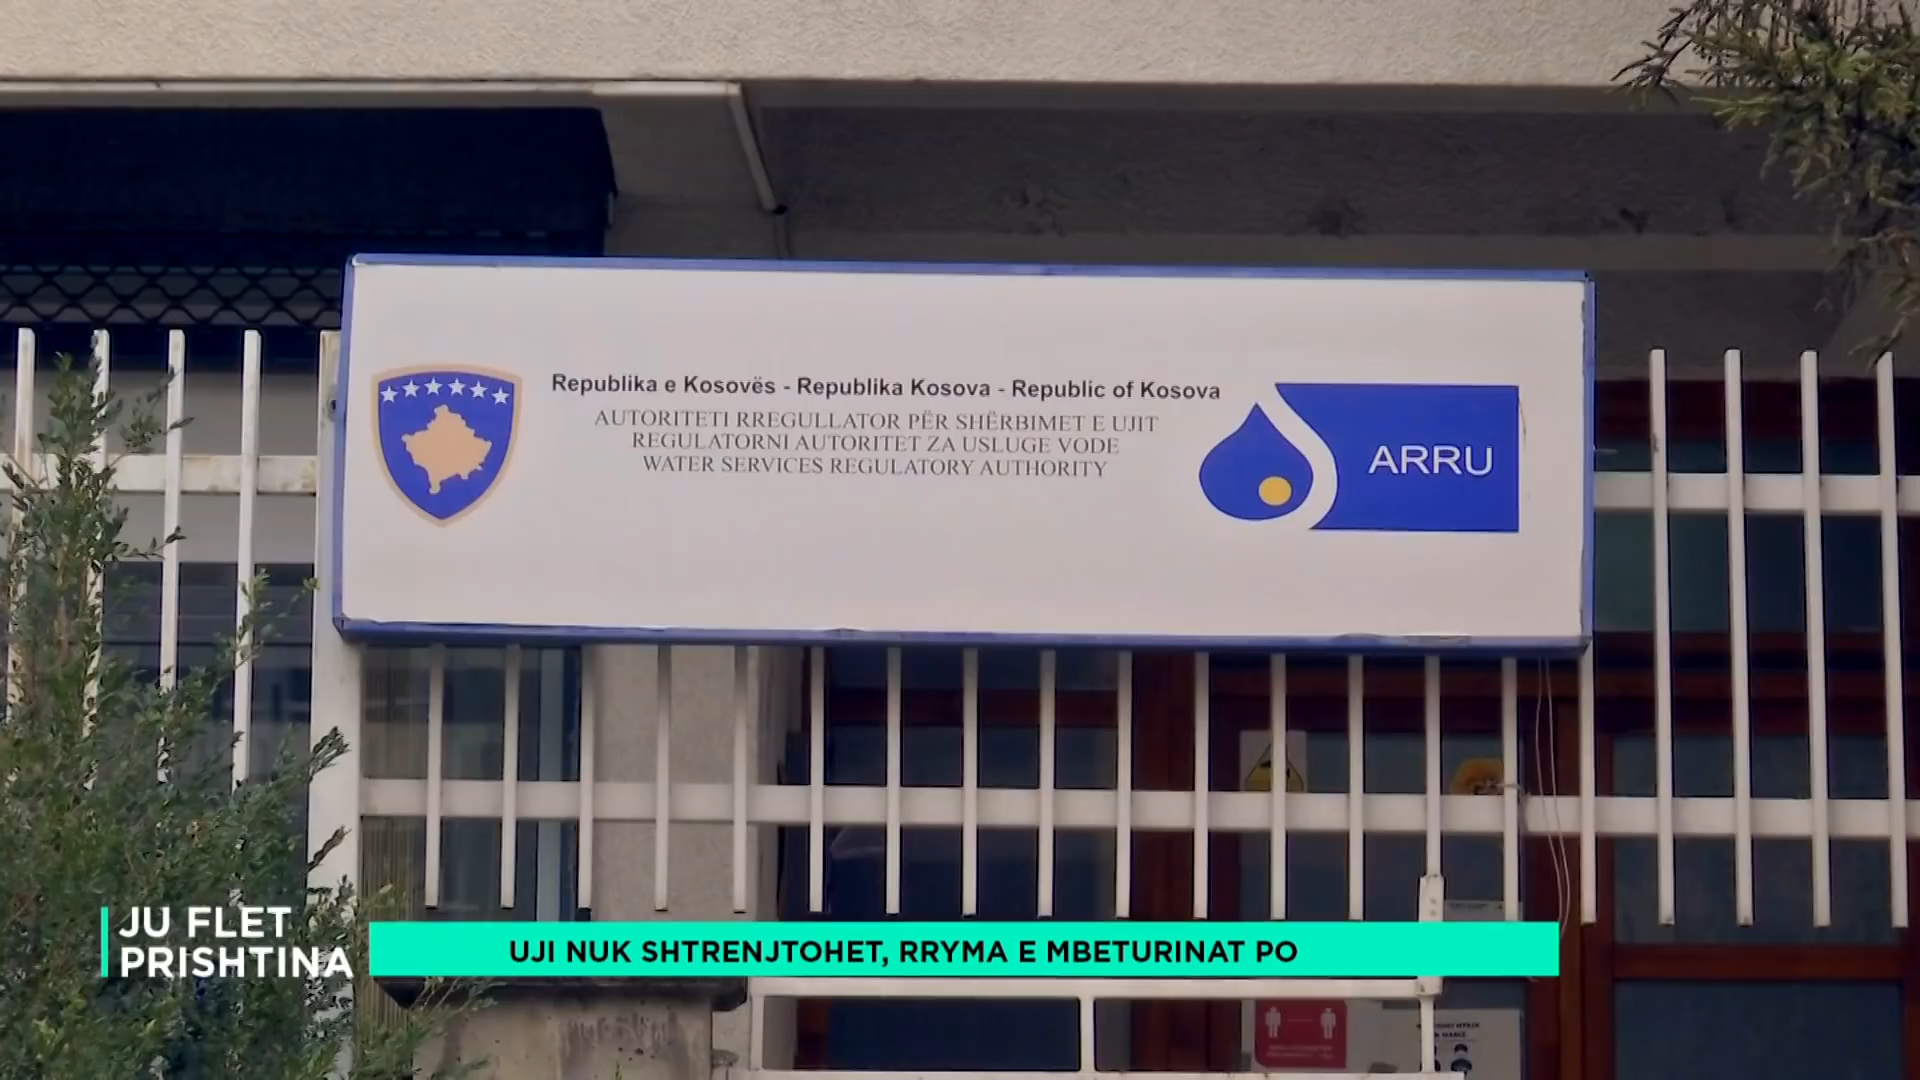 Republika e Kosovës - Republika Kosova - Republic of Kosova
AUTORITETI RREGULLATOR PËR SHËRBIMET E UJIT
REGULATORNI AUTORITET ZA USLUGE VODE
WATER SERVICES REGULATORY AUTHORITY
ARRU
JU FLET
PRISHTINA
UJI NUK SHTRENJTOHET, RRYMA E MBETURINAT PO